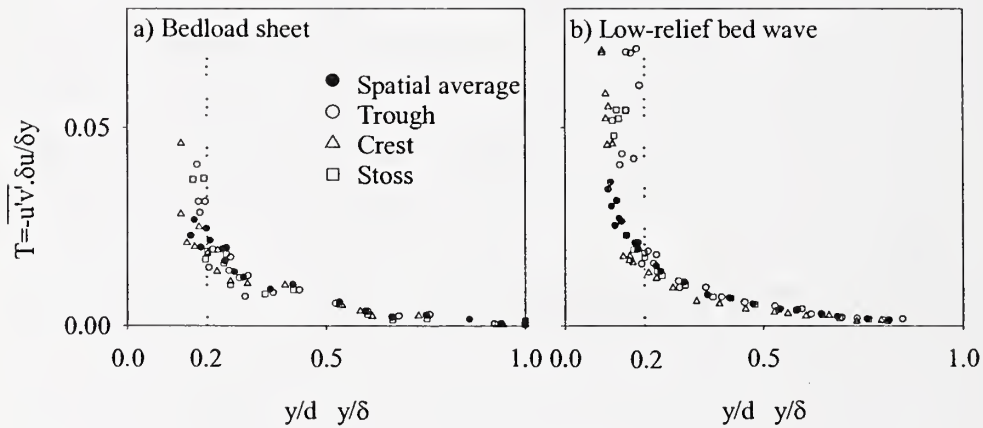 a) Bedload sheet
b) Low-relief bed wave
Spatial average
Trough
Crest
Stoss
T=-u'v'.δu/δy
0.05
0.00
0.0 0.2 0.5 1.0
0.0 0.2 0.5 1.0
y/d y/δ
y/d y/δ